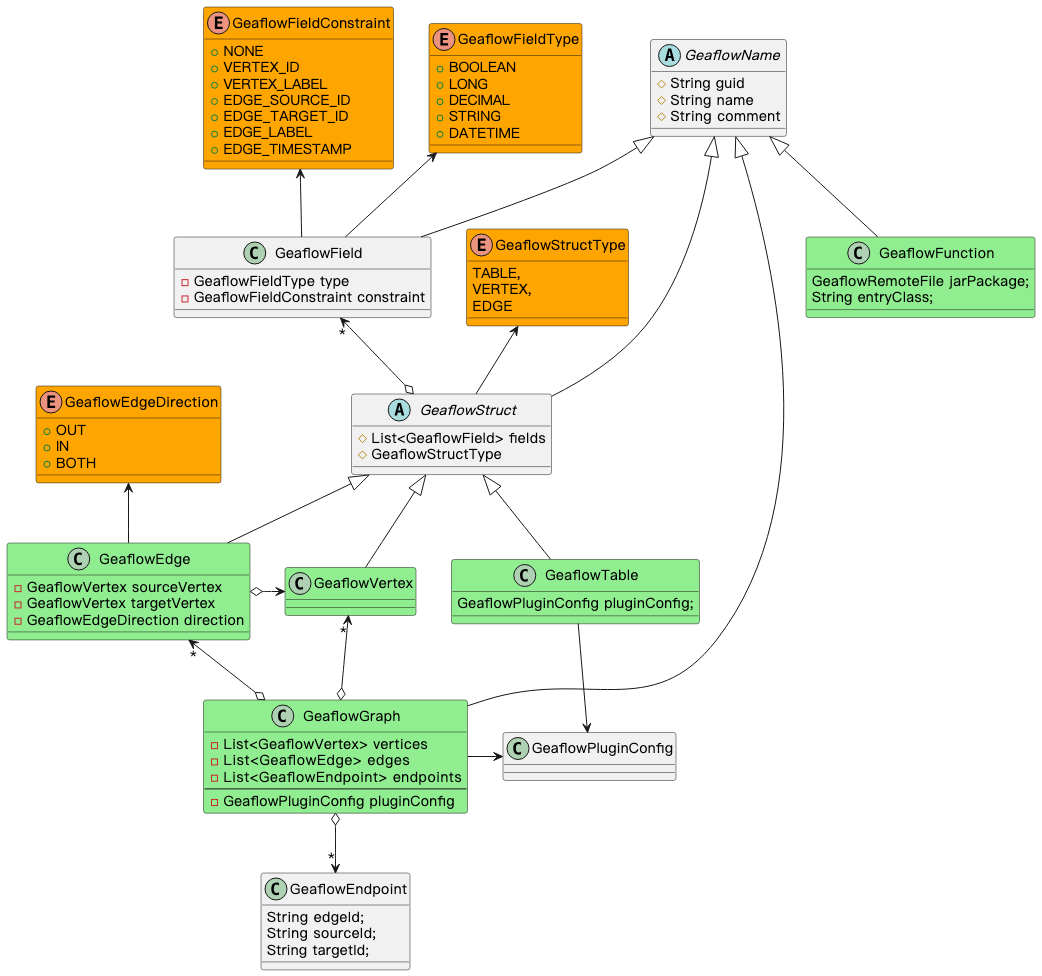 E GeaflowFieldConstraint
NONE
VERTEX_ID
VERTEX_LABEL
EDGE_SOURCE_ID
EDGE_TARGET_ID
EDGE_LABEL
EDGE_TIMESTAMP
E GeaflowFieldType
BOOLEAN
LONG
DECIMAL
STRING
DATETIME
A GeaflowName
String guid
String name
String comment
C GeaflowField
GeaflowFieldType type
GeaflowFieldConstraint constraint
*
E GeaflowStructType
TABLE,
VERTEX,
EDGE
C GeaflowFunction
GeaflowRemoteFile jarPackage;
String entryClass;
E GeaflowEdgeDirection
OUT
IN
BOTH
A GeaflowStruct
List<GeaflowField> fields
GeaflowStructType
C GeaflowEdge
GeaflowVertex sourceVertex
GeaflowVertex targetVertex
GeaflowEdgeDirection direction
*
C GeaflowVertex
*
C GeaflowTable
GeaflowPluginConfig pluginConfig;
C GeaflowGraph
List<GeaflowVertex> vertices
List<GeaflowEdge> edges
List<GeaflowEndpoint> endpoints
GeaflowPluginConfig pluginConfig
C GeaflowPluginConfig
*
C GeaflowEndpoint
String edgeId;
String sourceId;
String targetId;